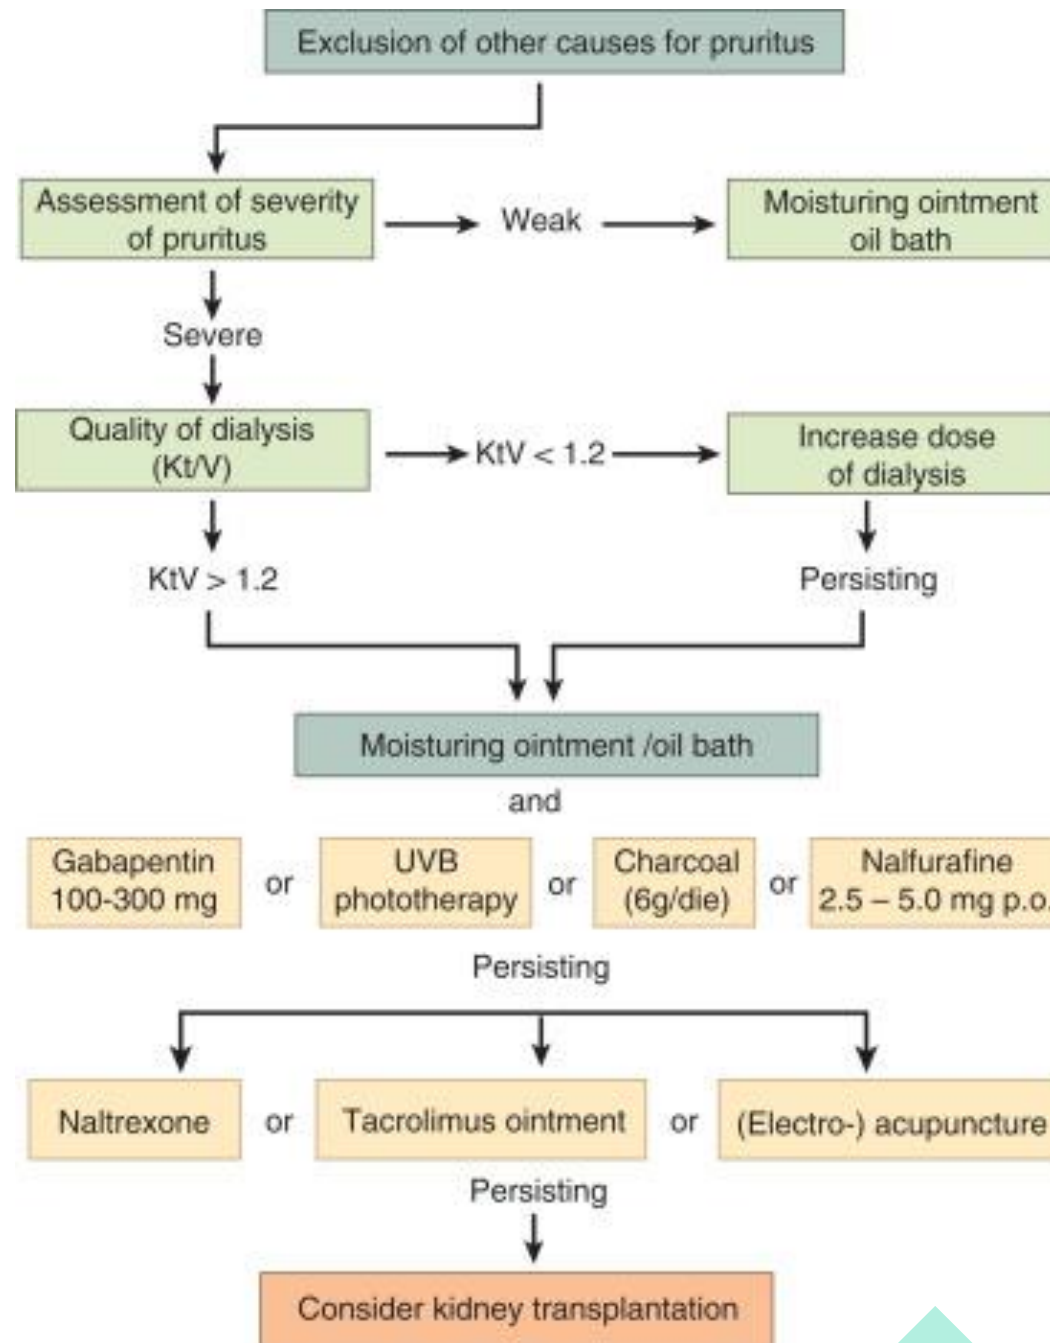 Exclusion of other causes for pruritus
Assessment of severity
of pruritus
Weak
Moisturing ointment
oil bath
Severe
Quality of dialysis
(Kt/V)
KtV < 1.2
Increase dose
of dialysis
KtV > 1.2
Persisting
Moisturing ointment /oil bath
and
Gabapentin
100-300 mg
or
UVB
phototherapy
or
Charcoal
(6g/die)
or
Nalfurafine
2.5 – 5.0 mg p.o.
Persisting
Naltrexone
or
Tacrolimus ointment
or
(Electro-) acupuncture
Persisting
Consider kidney transplantation